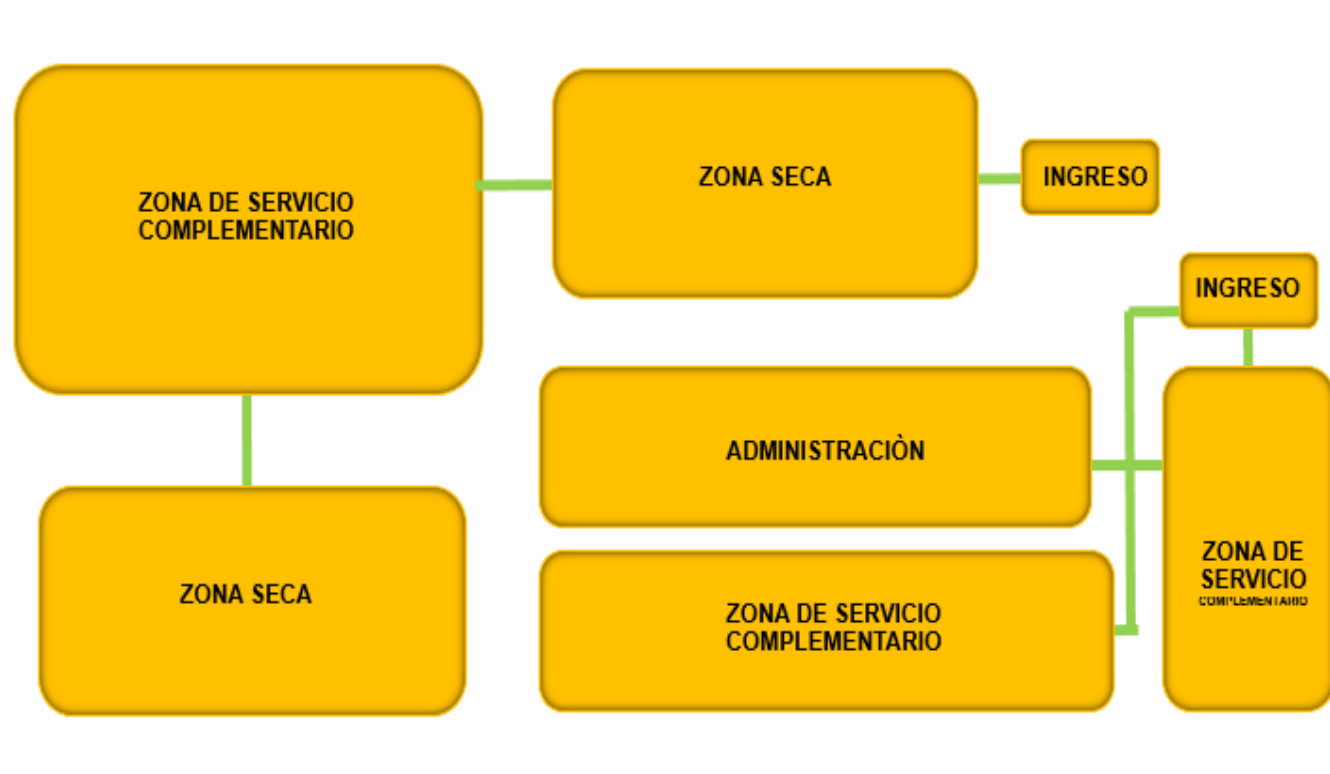 ZONA DE SERVICIO
COMPLEMENTARIO
ZONA SECA
INGRESO
INGRESO
ADMINISTRACIÒN
ZONA SECA
ZONA DE SERVICIO
COMPLEMENTARIO
ZONA DE
SERVICIO
COMPLEMENTARIO